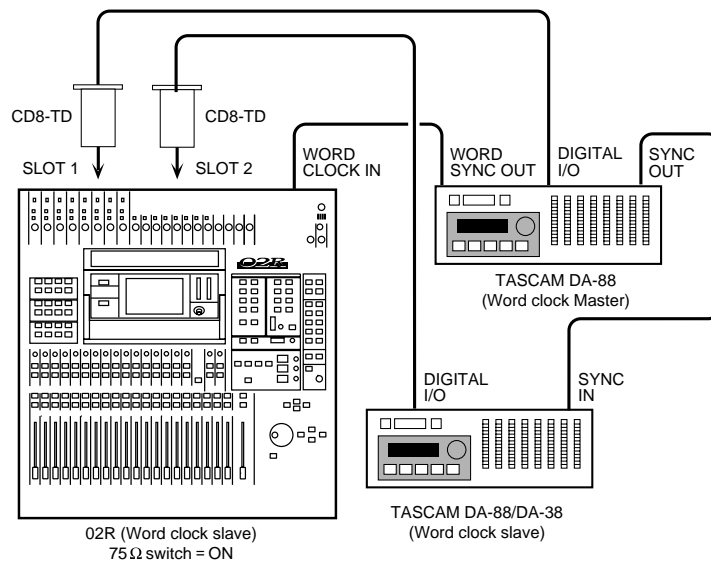 CD8-TD
CD8-TD
SLOT 1
SLOT 2
WORD
CLOCK IN
WORD
SYNC OUT
DIGITAL
I/O
SYNC
OUT
02R
TASCAM DA-88
(Word clock Master)
DIGITAL
I/O
SYNC
IN
TASCAM DA-88/DA-38
(Word clock slave)
02R (Word clock slave)
75Ω switch = ON